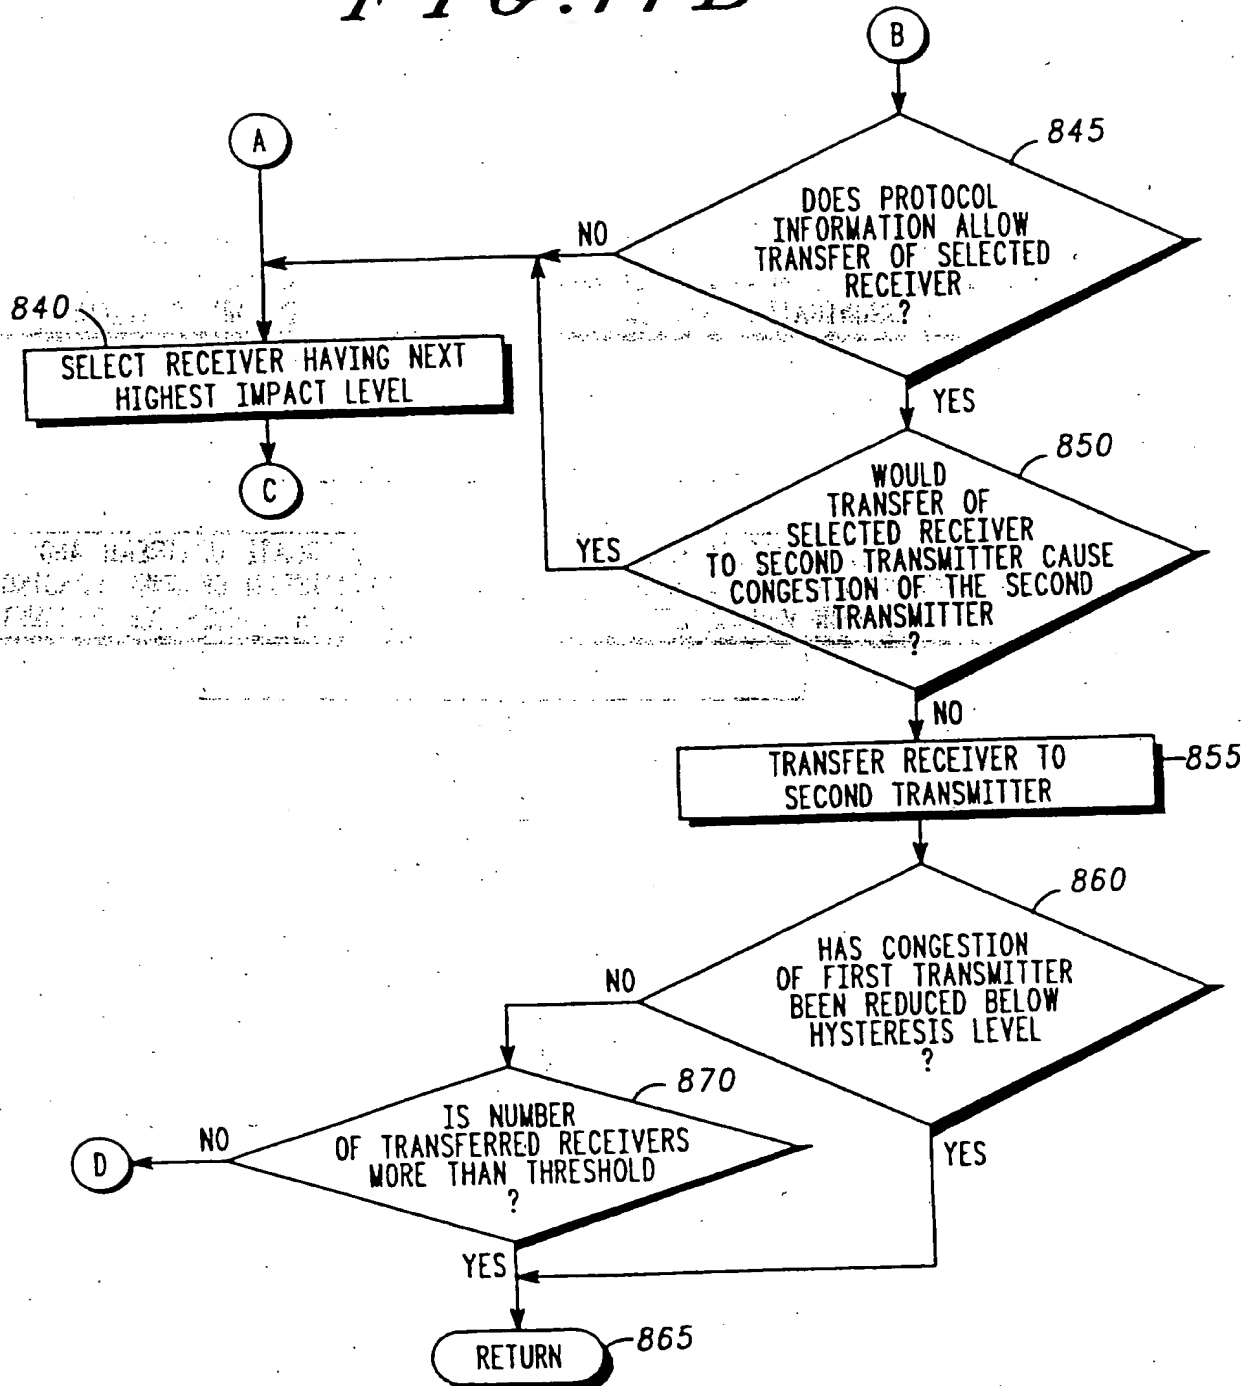 FIG. 11B
B
A
845
DOES PROTOCOL
INFORMATION ALLOW
TRANSFER OF SELECTED
RECEIVER
?
NO
840
SELECT RECEIVER HAVING NEXT
HIGHEST IMPACT LEVEL
YES
C
850
WOULD
TRANSFER OF
SELECTED RECEIVER
TO SECOND TRANSMITTER CAUSE
CONGESTION OF THE SECOND
TRANSMITTER
?
YES
NO
TRANSFER RECEIVER TO
SECOND TRANSMITTER
855
860
HAS CONGESTION
OF FIRST TRANSMITTER
BEEN REDUCED BELOW
HYSTERESIS LEVEL
?
NO
YES
870
IS NUMBER
OF TRANSFERRED RECEIVERS
MORE THAN THRESHOLD
?
NO
D
YES
RETURN
865